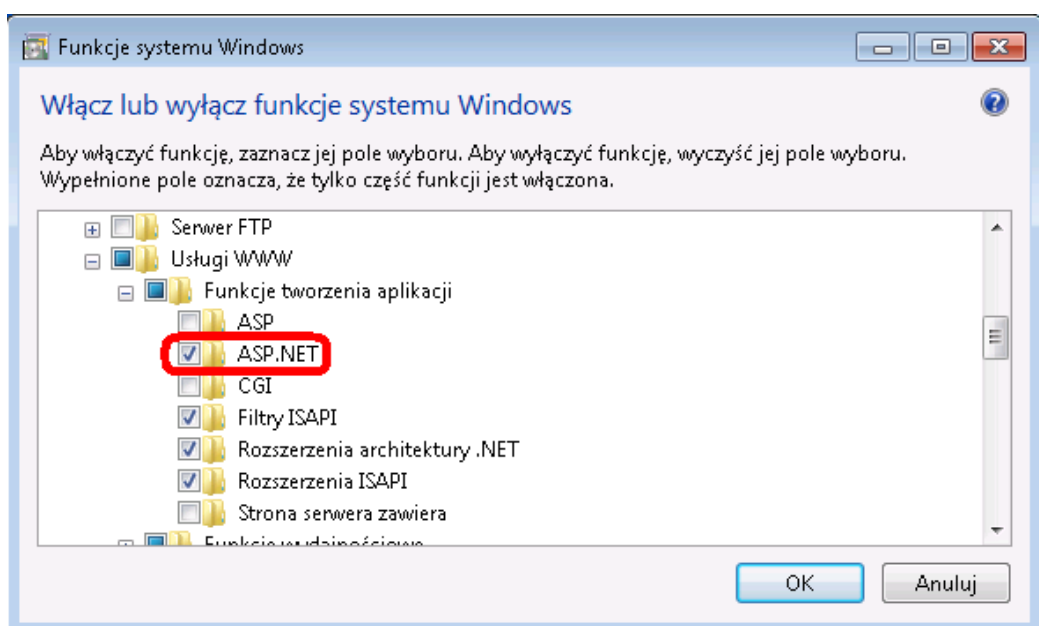 Funkcje systemu Windows
Włącz lub wyłącz funkcje systemu Windows
Aby włączyć funkcję, zaznacz jej pole wyboru. Aby wyłączyć funkcję, wyczyść jej pole wyboru.
Wypełnione pole oznacza, że tylko część funkcji jest włączona.
Serwer FTP
Usługi WWW
Funkcje tworzenia aplikacji
ASP
ASP.NET
CGI
Filtry ISAPI
Rozszerzenia architektury .NET
Rozszerzenia ISAPI
Strona serwera zawiera
Funkcje wydajnościowe
OK
Anuluj